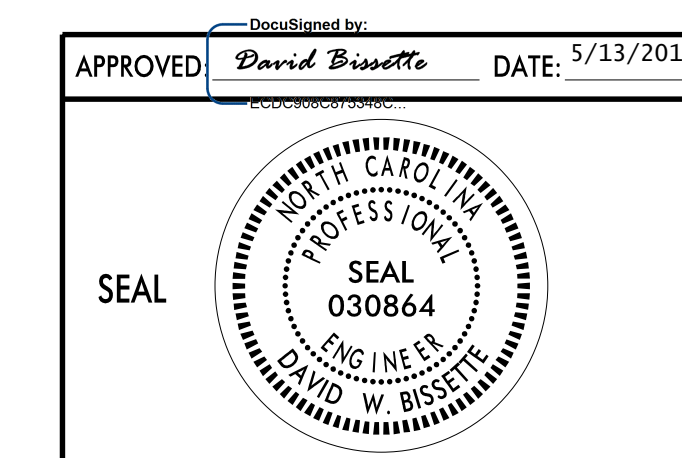 DocuSigned by:
APPROVED: David Bissette DATE: 5/13/201
SEAL
NORTH CAROLINA
PROFESSIONAL
SEAL
030864
ENGINEER
DAVID W. BISSETTE